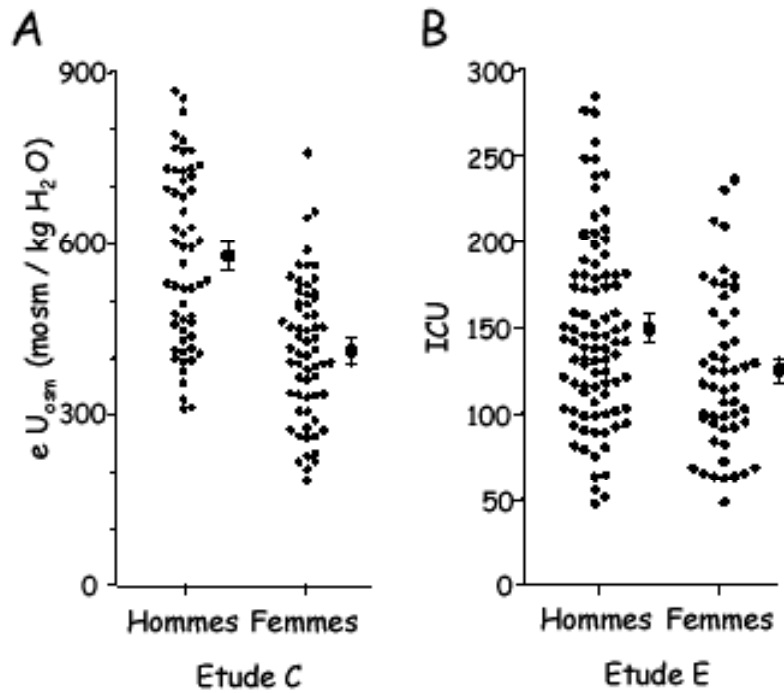 A
B
e U_osm (mosm / kg H₂O)
900
600
300
0
Hommes Femmes
Etude C
ICU
300
250
200
150
100
50
0
Hommes Femmes
Etude E